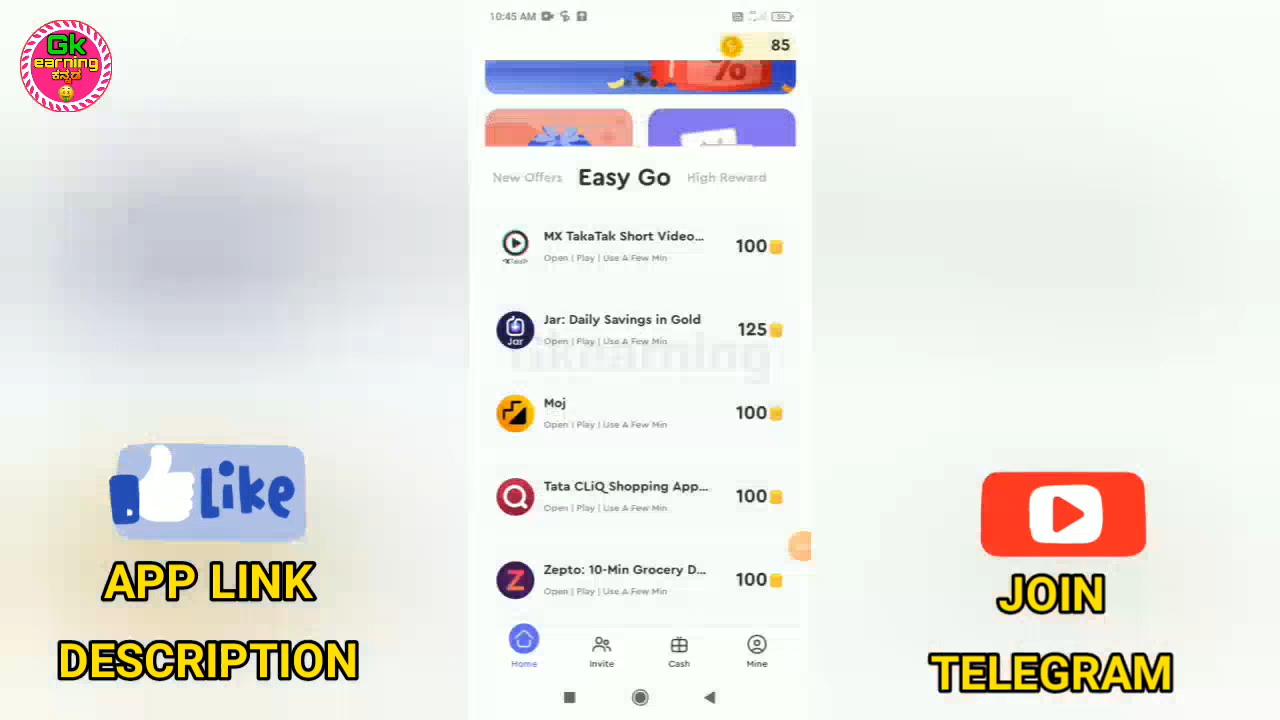 Gk
earning
ಕನ್ನಡ
10:45 AM
56
85
%
New Offers Easy Go High Reward
MX TakaTak Short Video...
Open | Play | Use A Few Min
100
Jar
Jar: Daily Savings in Gold
Open | Play | Use A Few Min
125
Gkearning
Moj
Open | Play | Use A Few Min
100
Tata CLiQ Shopping App...
Open | Play | Use A Few Min
100
Zepto: 10-Min Grocery D...
Open | Play | Use A Few Min
100
Home Invite Cash Mine
Like
APP LINK
DESCRIPTION
JOIN
TELEGRAM